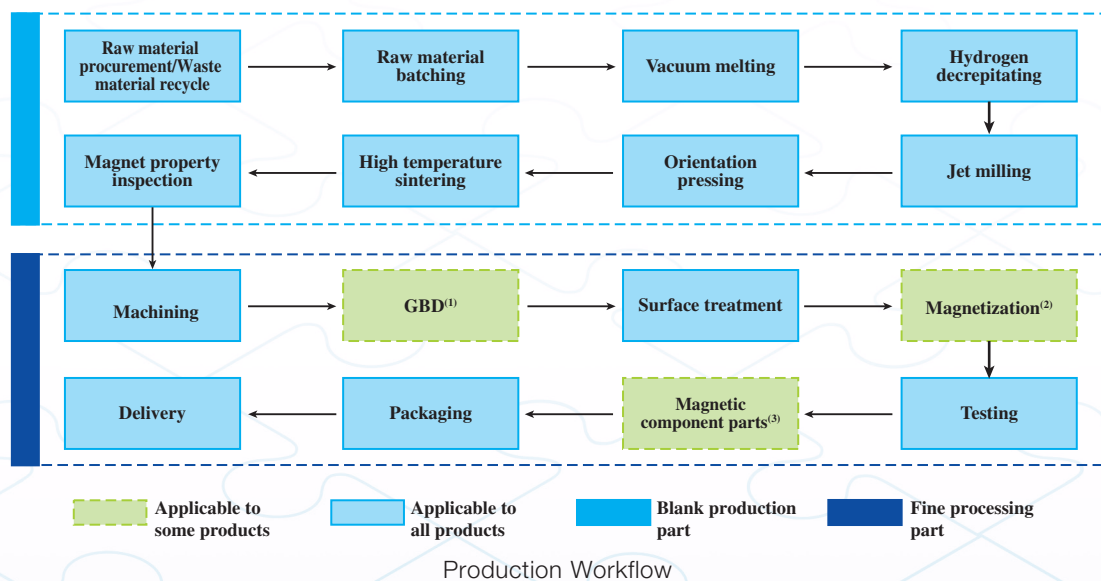 Raw material
procurement/Waste
material recycle
Raw material
batching
Vacuum melting
Hydrogen
decrepitating
Magnet property
inspection
High temperature
sintering
Orientation
pressing
Jet milling
Machining
GBD(1)
Surface treatment
Magnetization(2)
Delivery
Packaging
Magnetic
component parts(3)
Testing
Applicable to
some products
Applicable to
all products
Blank production
part
Fine processing
part
Production Workflow